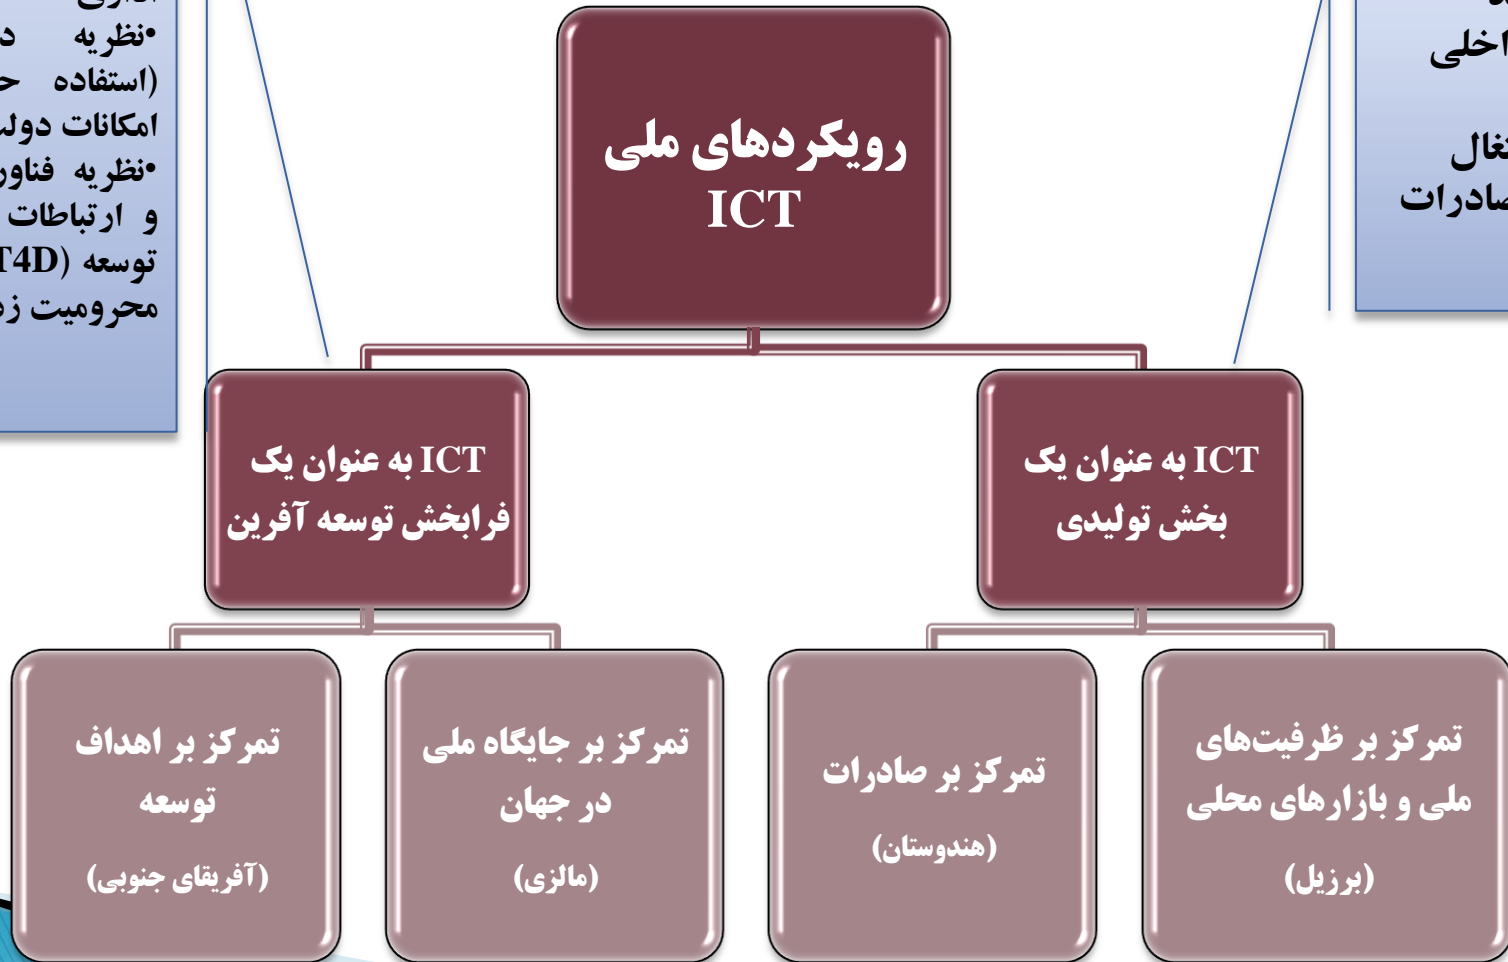 رویکردهای ملی
ICT
اخلی
صادرات
•نظریه
(استفاده
امکانات
•نظریه
و ارتباطات
توسعه (T4D
محرومیت
ICT به عنوان یک
بخش تولیدی
ICT به عنوان یک
فرابخش توسعه آفرین
تمرکز بر ظرفیت‌های
ملی و بازارهای محلی
(برزیل)
تمرکز بر صادرات
(هندوستان)
تمرکز بر جایگاه ملی
در جهان
(مالزی)
تمرکز بر اهداف
توسعه
(آفریقای جنوبی)